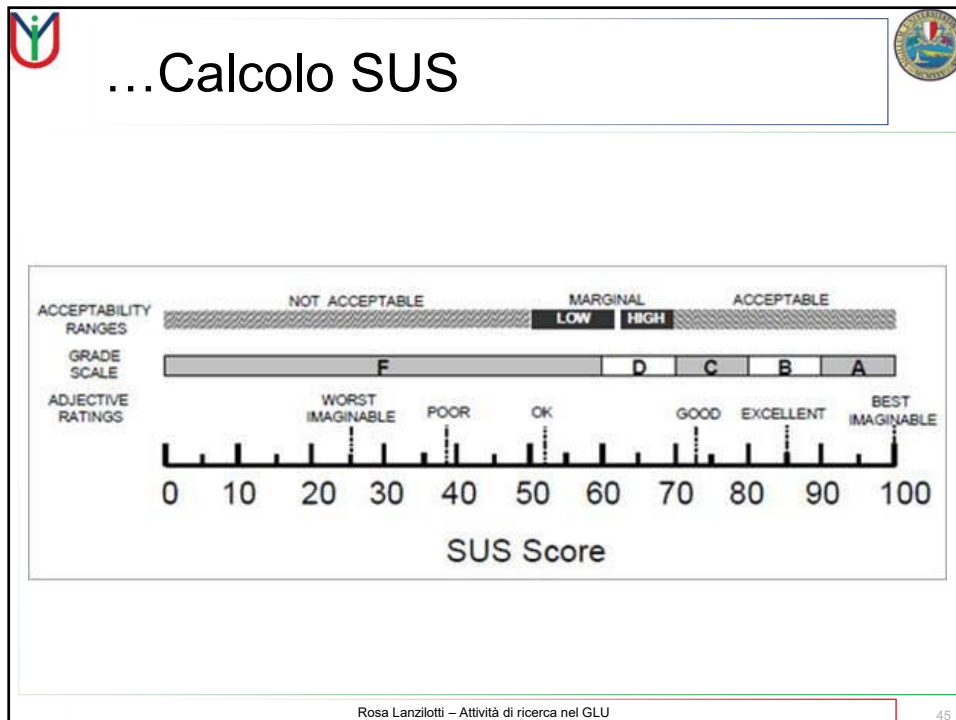 …Calcolo SUS
ACCEPTABILITY RANGES
NOT ACCEPTABLE MARGINAL ACCEPTABLE
LOW HIGH
GRADE SCALE
F D C B A
ADJECTIVE RATINGS
WORST IMAGINABLE POOR OK GOOD EXCELLENT BEST IMAGINABLE
0 10 20 30 40 50 60 70 80 90 100
SUS Score
Rosa Lanzilotti – Attività di ricerca nel GLU
45